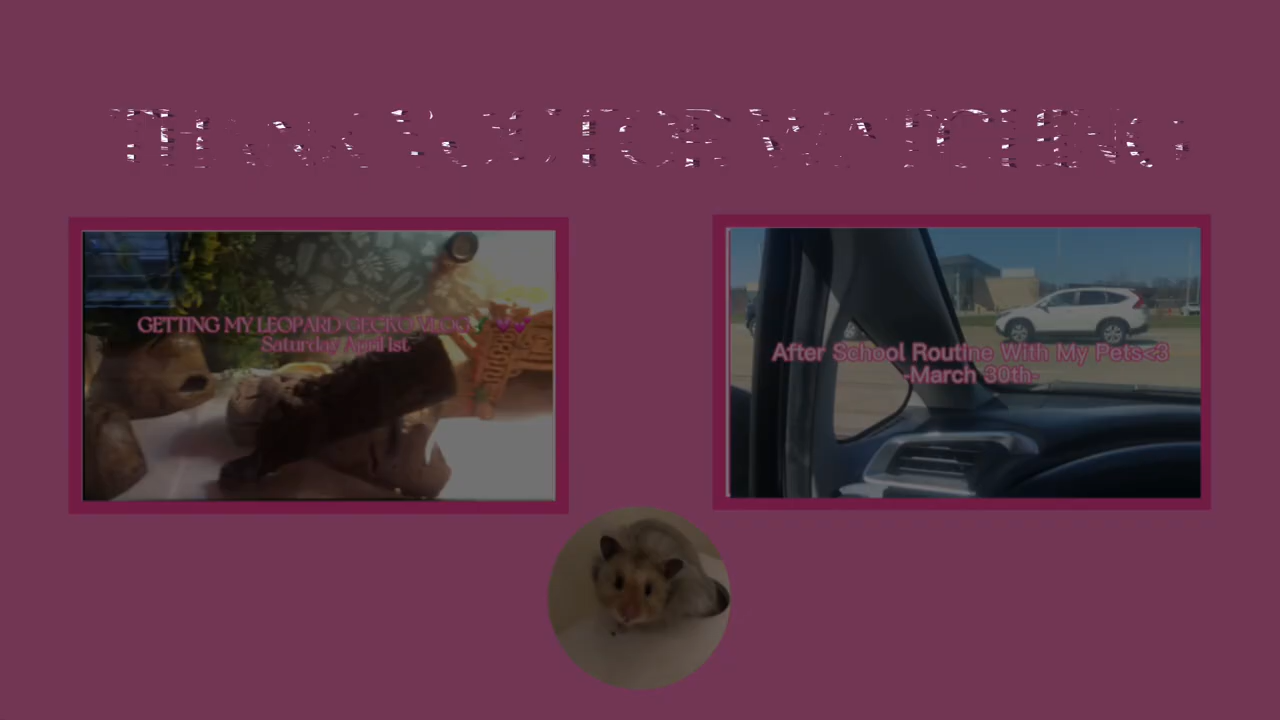 THANK YOU FOR WATCHING
GETTING MY LEOPARD GECKO VLOG
Saturday April 1st
After School Routine With My Pets<3
-March 30th-